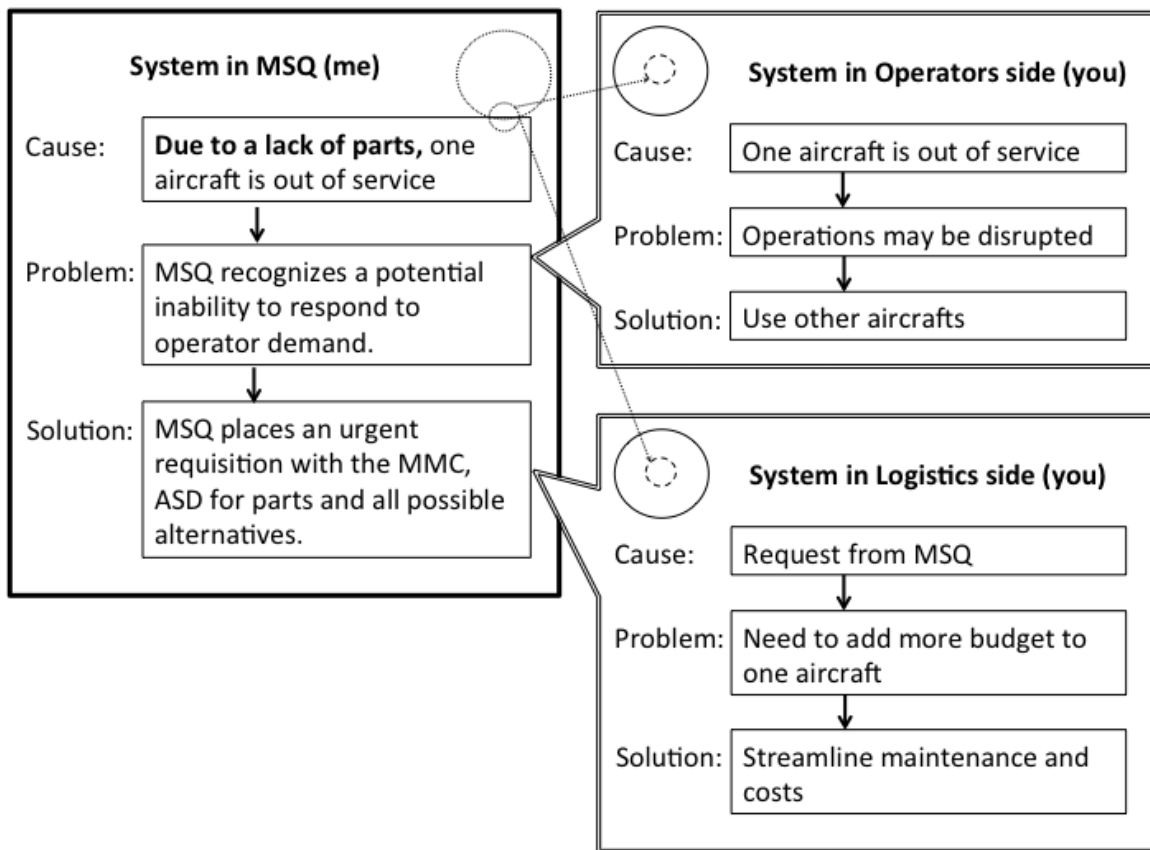 System in MSQ (me)
Cause:
Due to a lack of parts, one
aircraft is out of service
Problem:
MSQ recognizes a potential
inability to respond to
operator demand.
Solution:
MSQ places an urgent
requisition with the MMC,
ASD for parts and all possible
alternatives.
System in Operators side (you)
Cause:
One aircraft is out of service
Problem:
Operations may be disrupted
Solution:
Use other aircrafts
System in Logistics side (you)
Cause:
Request from MSQ
Problem:
Need to add more budget to
one aircraft
Solution:
Streamline maintenance and
costs